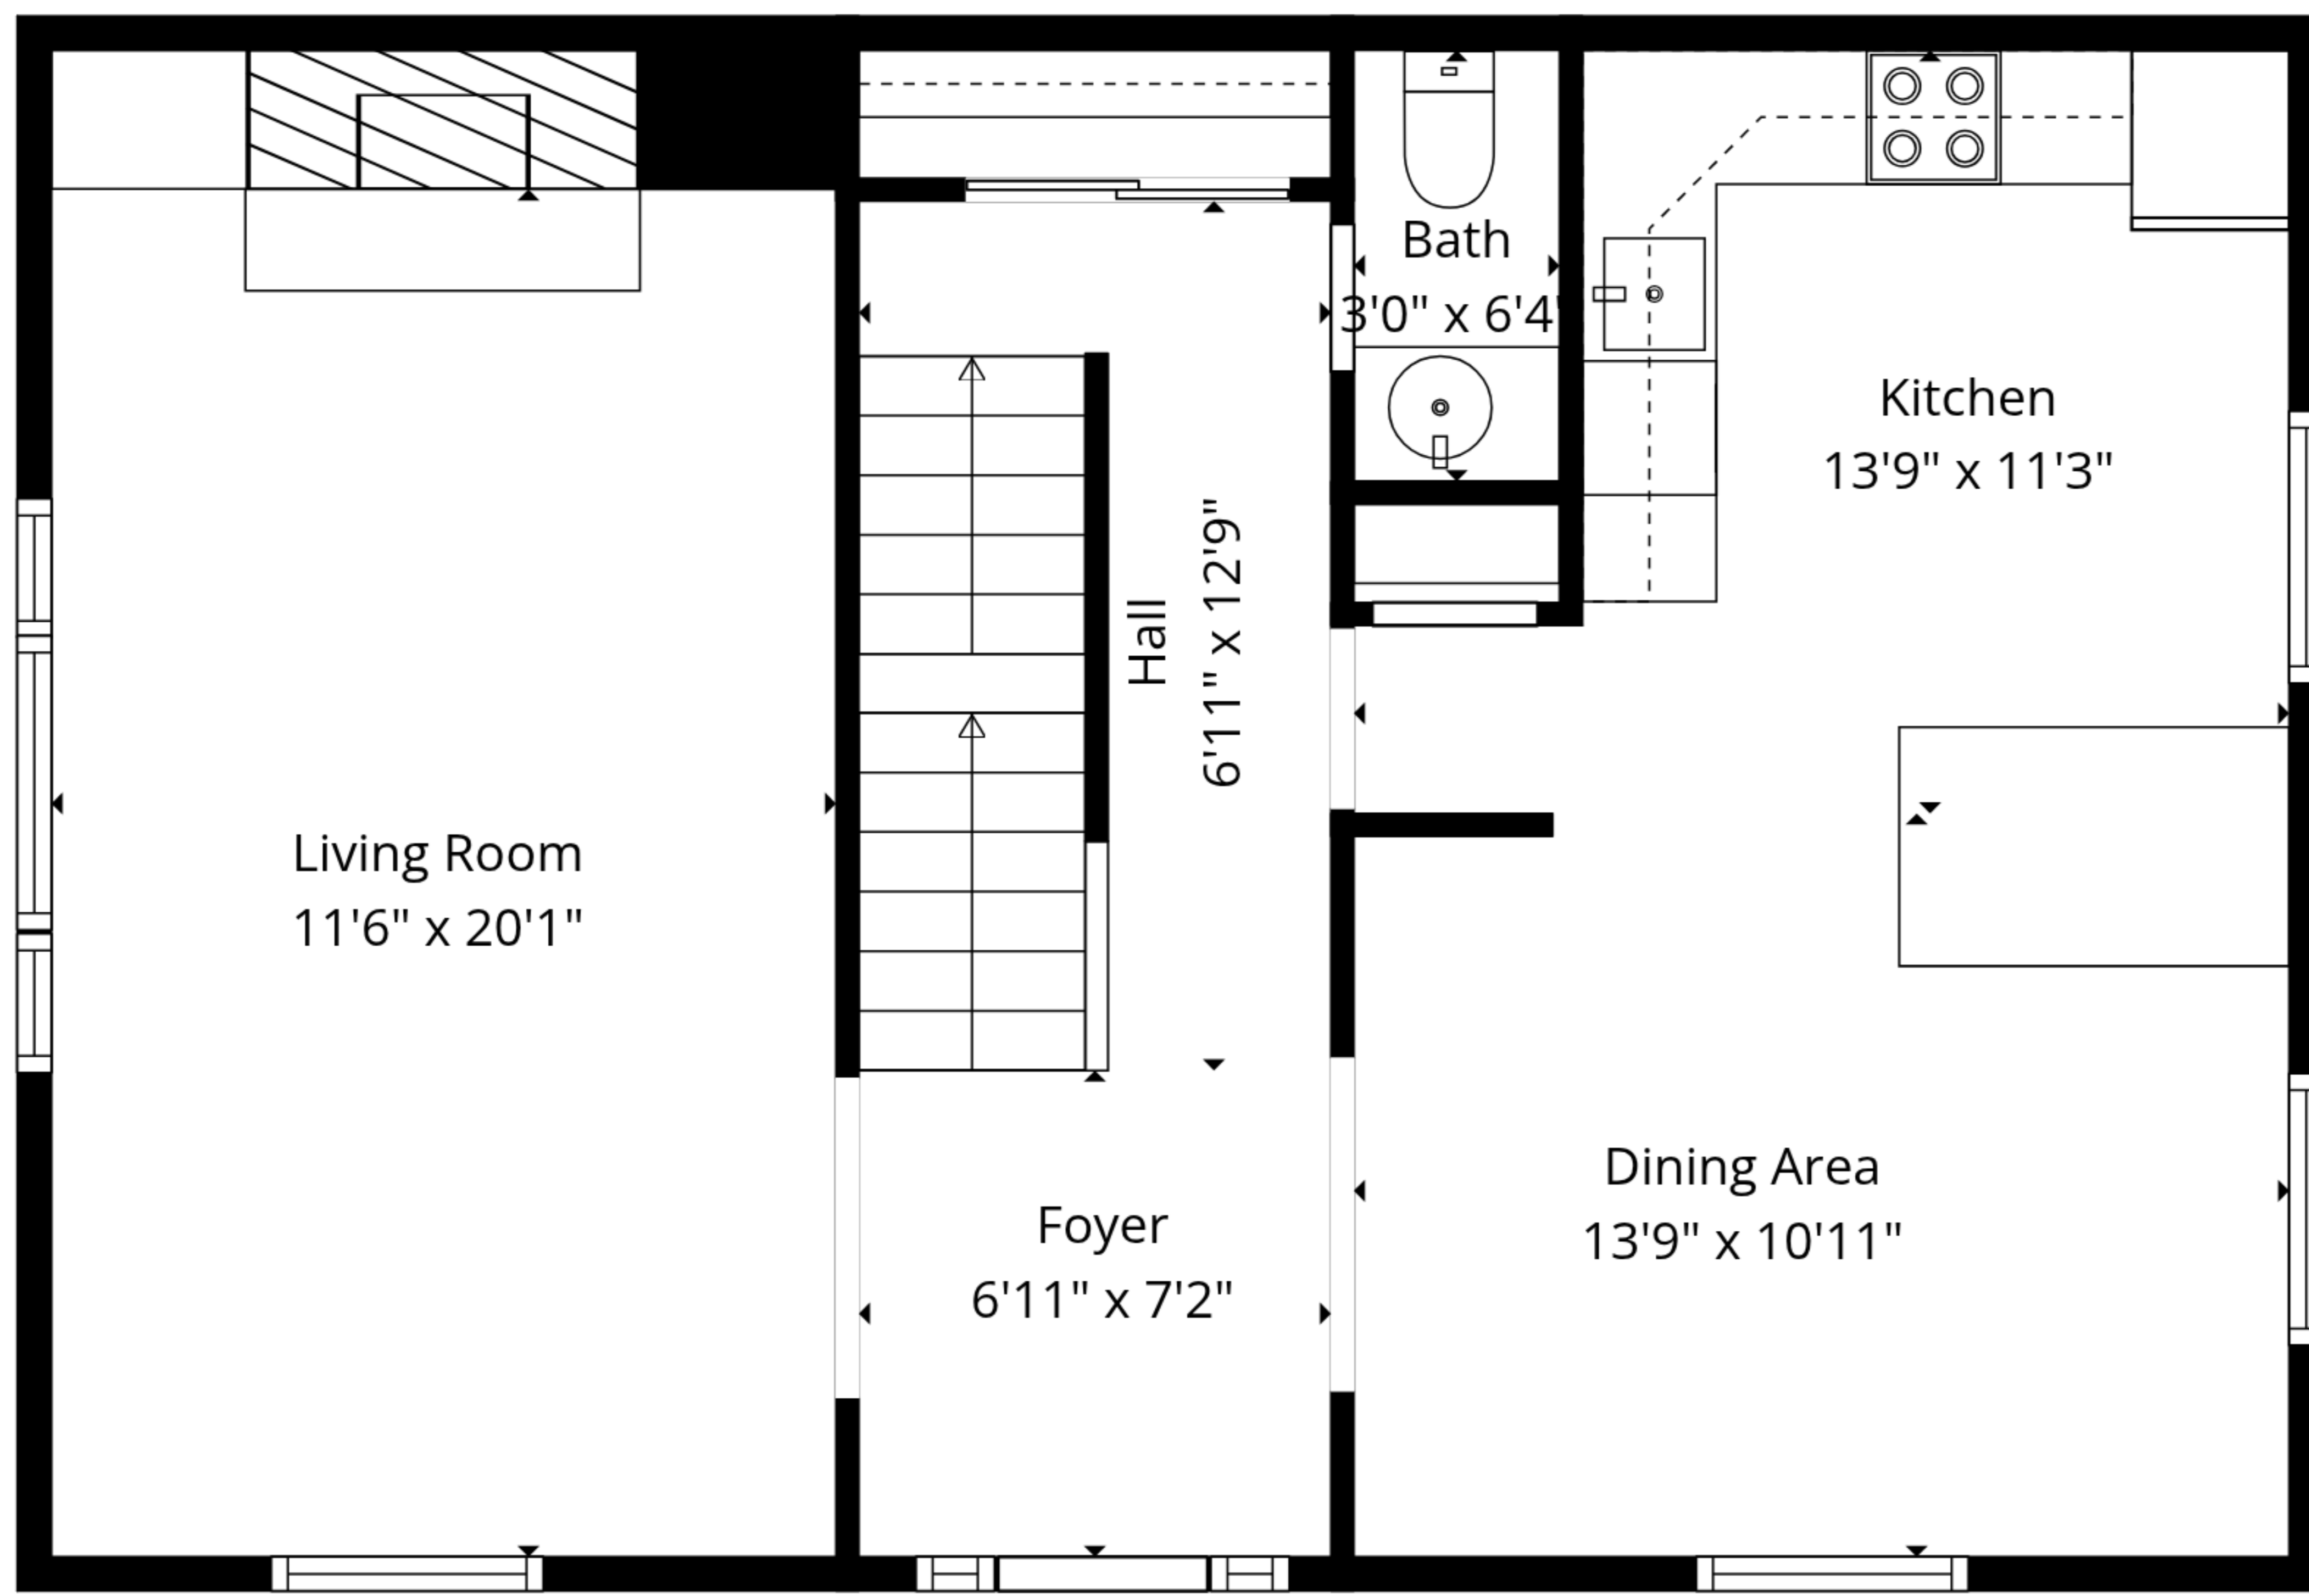 Bath
3'0" x 6'4"
Kitchen
13'9" x 11'3"
Hall
6'11" x 12'9"
Living Room
11'6" x 20'1"
Dining Area
13'9" x 10'11"
Foyer
6'11" x 7'2"